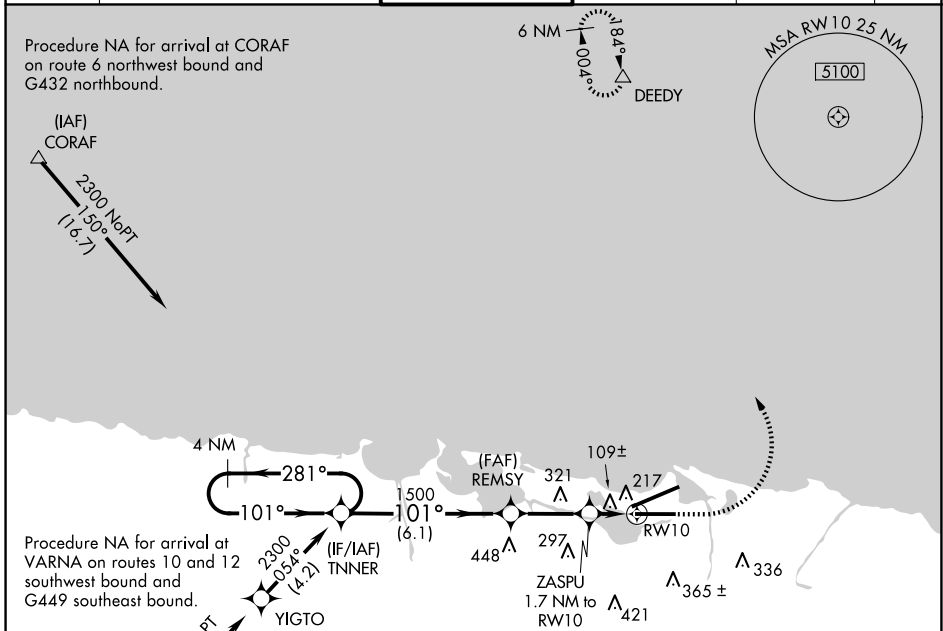 Procedure NA for arrival at CORAF
on route 6 northwest bound and
G432 northbound.
6 NM
184°
004°
DEEDY
MSA RW10 25 NM
5100
(IAF)
CORAF
2300 NoPT
150°
(16.7)
4 NM
281°
101°
1500
101°
(6.1)
(FAF)
REMSY
321
109±
217
RW10
448
297
ZASPU
1.7 NM to
RW10
421
365 ±
336
(IF/IAF)
TNNER
2300
054°
(4.2)
YIGTO
Procedure NA for arrival at
VARNA on routes 10 and 12
southwest bound and
G449 southeast bound.
PT